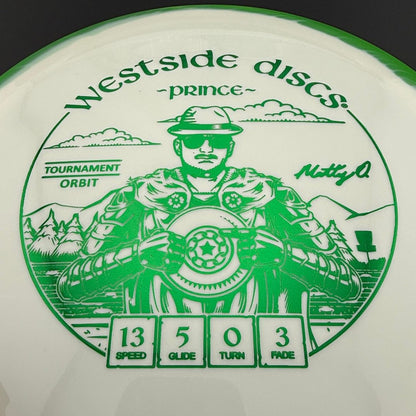 WESTSIDE DISCS
~PRINCE~
TOURNAMENT
ORBIT
Matty O.
13 5 0 3
SPEED GLIDE TURN FADE